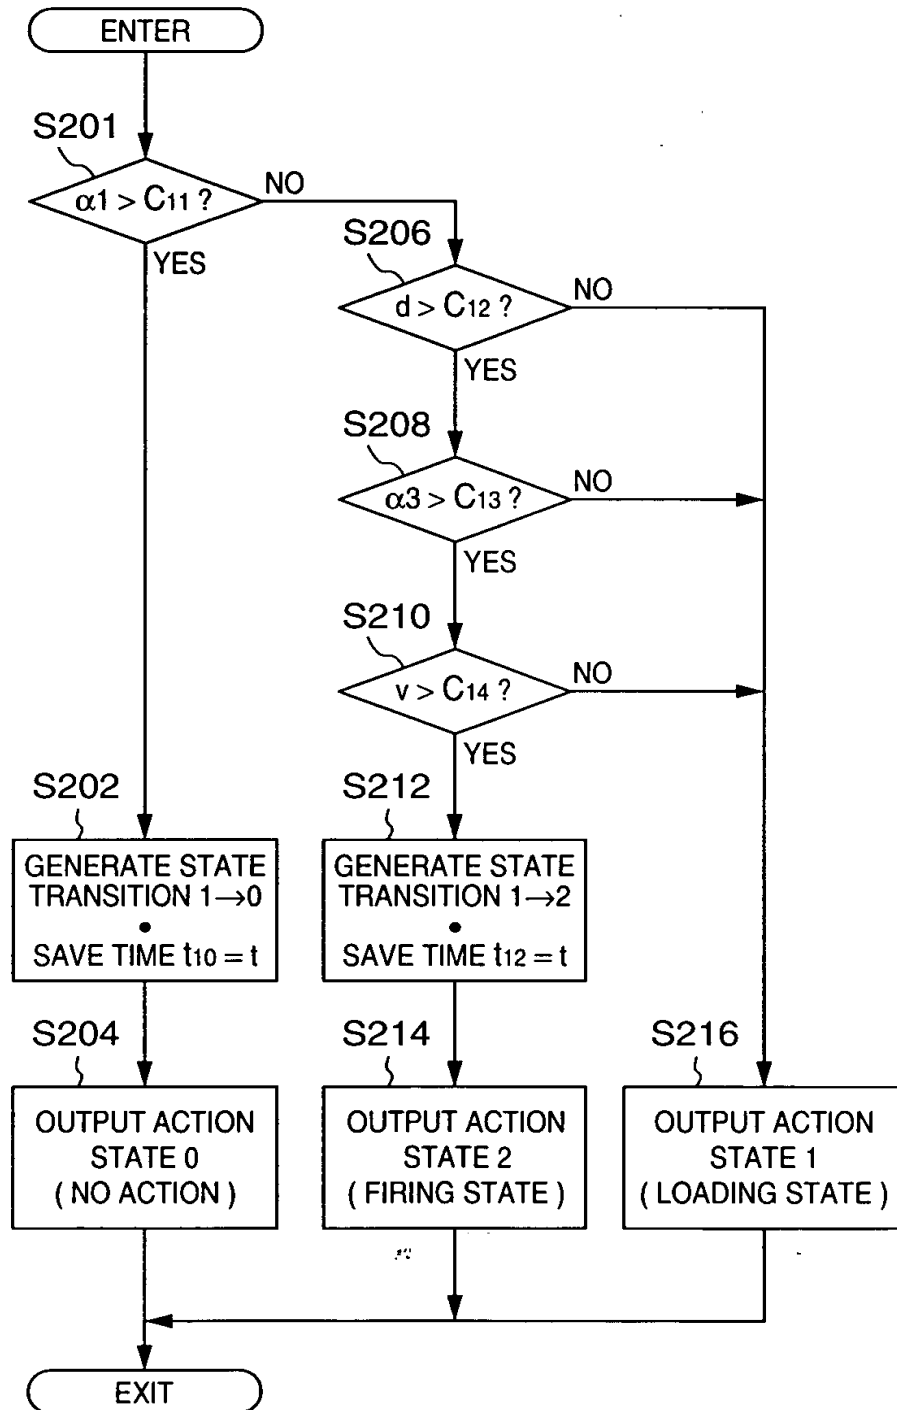 ENTER
S201
α1 > C11 ?
NO
YES
S206
d > C12 ?
NO
YES
S208
α3 > C13 ?
NO
YES
S210
v > C14 ?
NO
YES
S202
GENERATE STATE
TRANSITION 1→0
•
SAVE TIME t10 = t
S212
GENERATE STATE
TRANSITION 1→2
•
SAVE TIME t12 = t
S204
OUTPUT ACTION
STATE 0
( NO ACTION )
S214
OUTPUT ACTION
STATE 2
( FIRING STATE )
S216
OUTPUT ACTION
STATE 1
( LOADING STATE )
EXIT